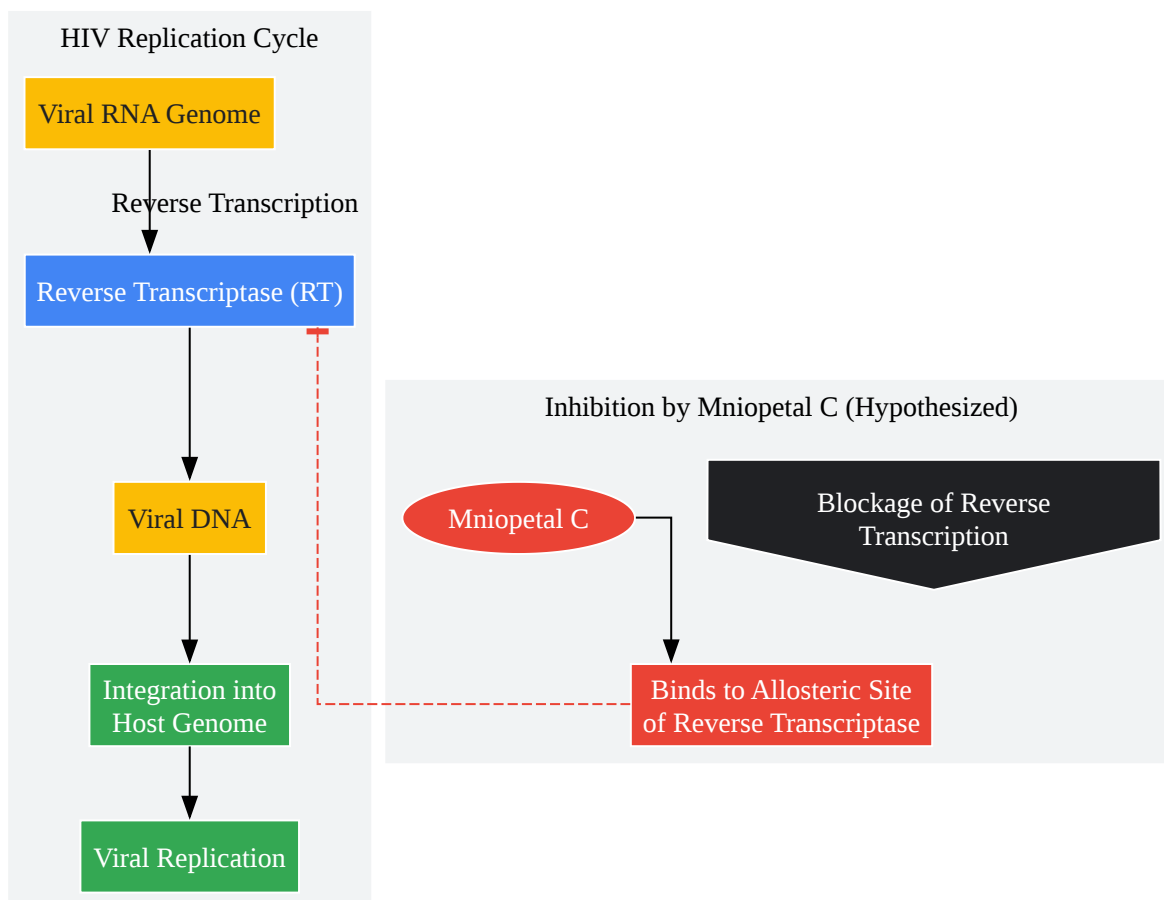 HIV Replication Cycle
Viral RNA Genome
Reverse Transcription
Reverse Transcriptase (RT)
Viral DNA
Integration into
Host Genome
Viral Replication
Inhibition by Mniopetal C (Hypothesized)
Mniopetal C
Blockage of Reverse
Transcription
Binds to Allosteric Site
of Reverse Transcriptase